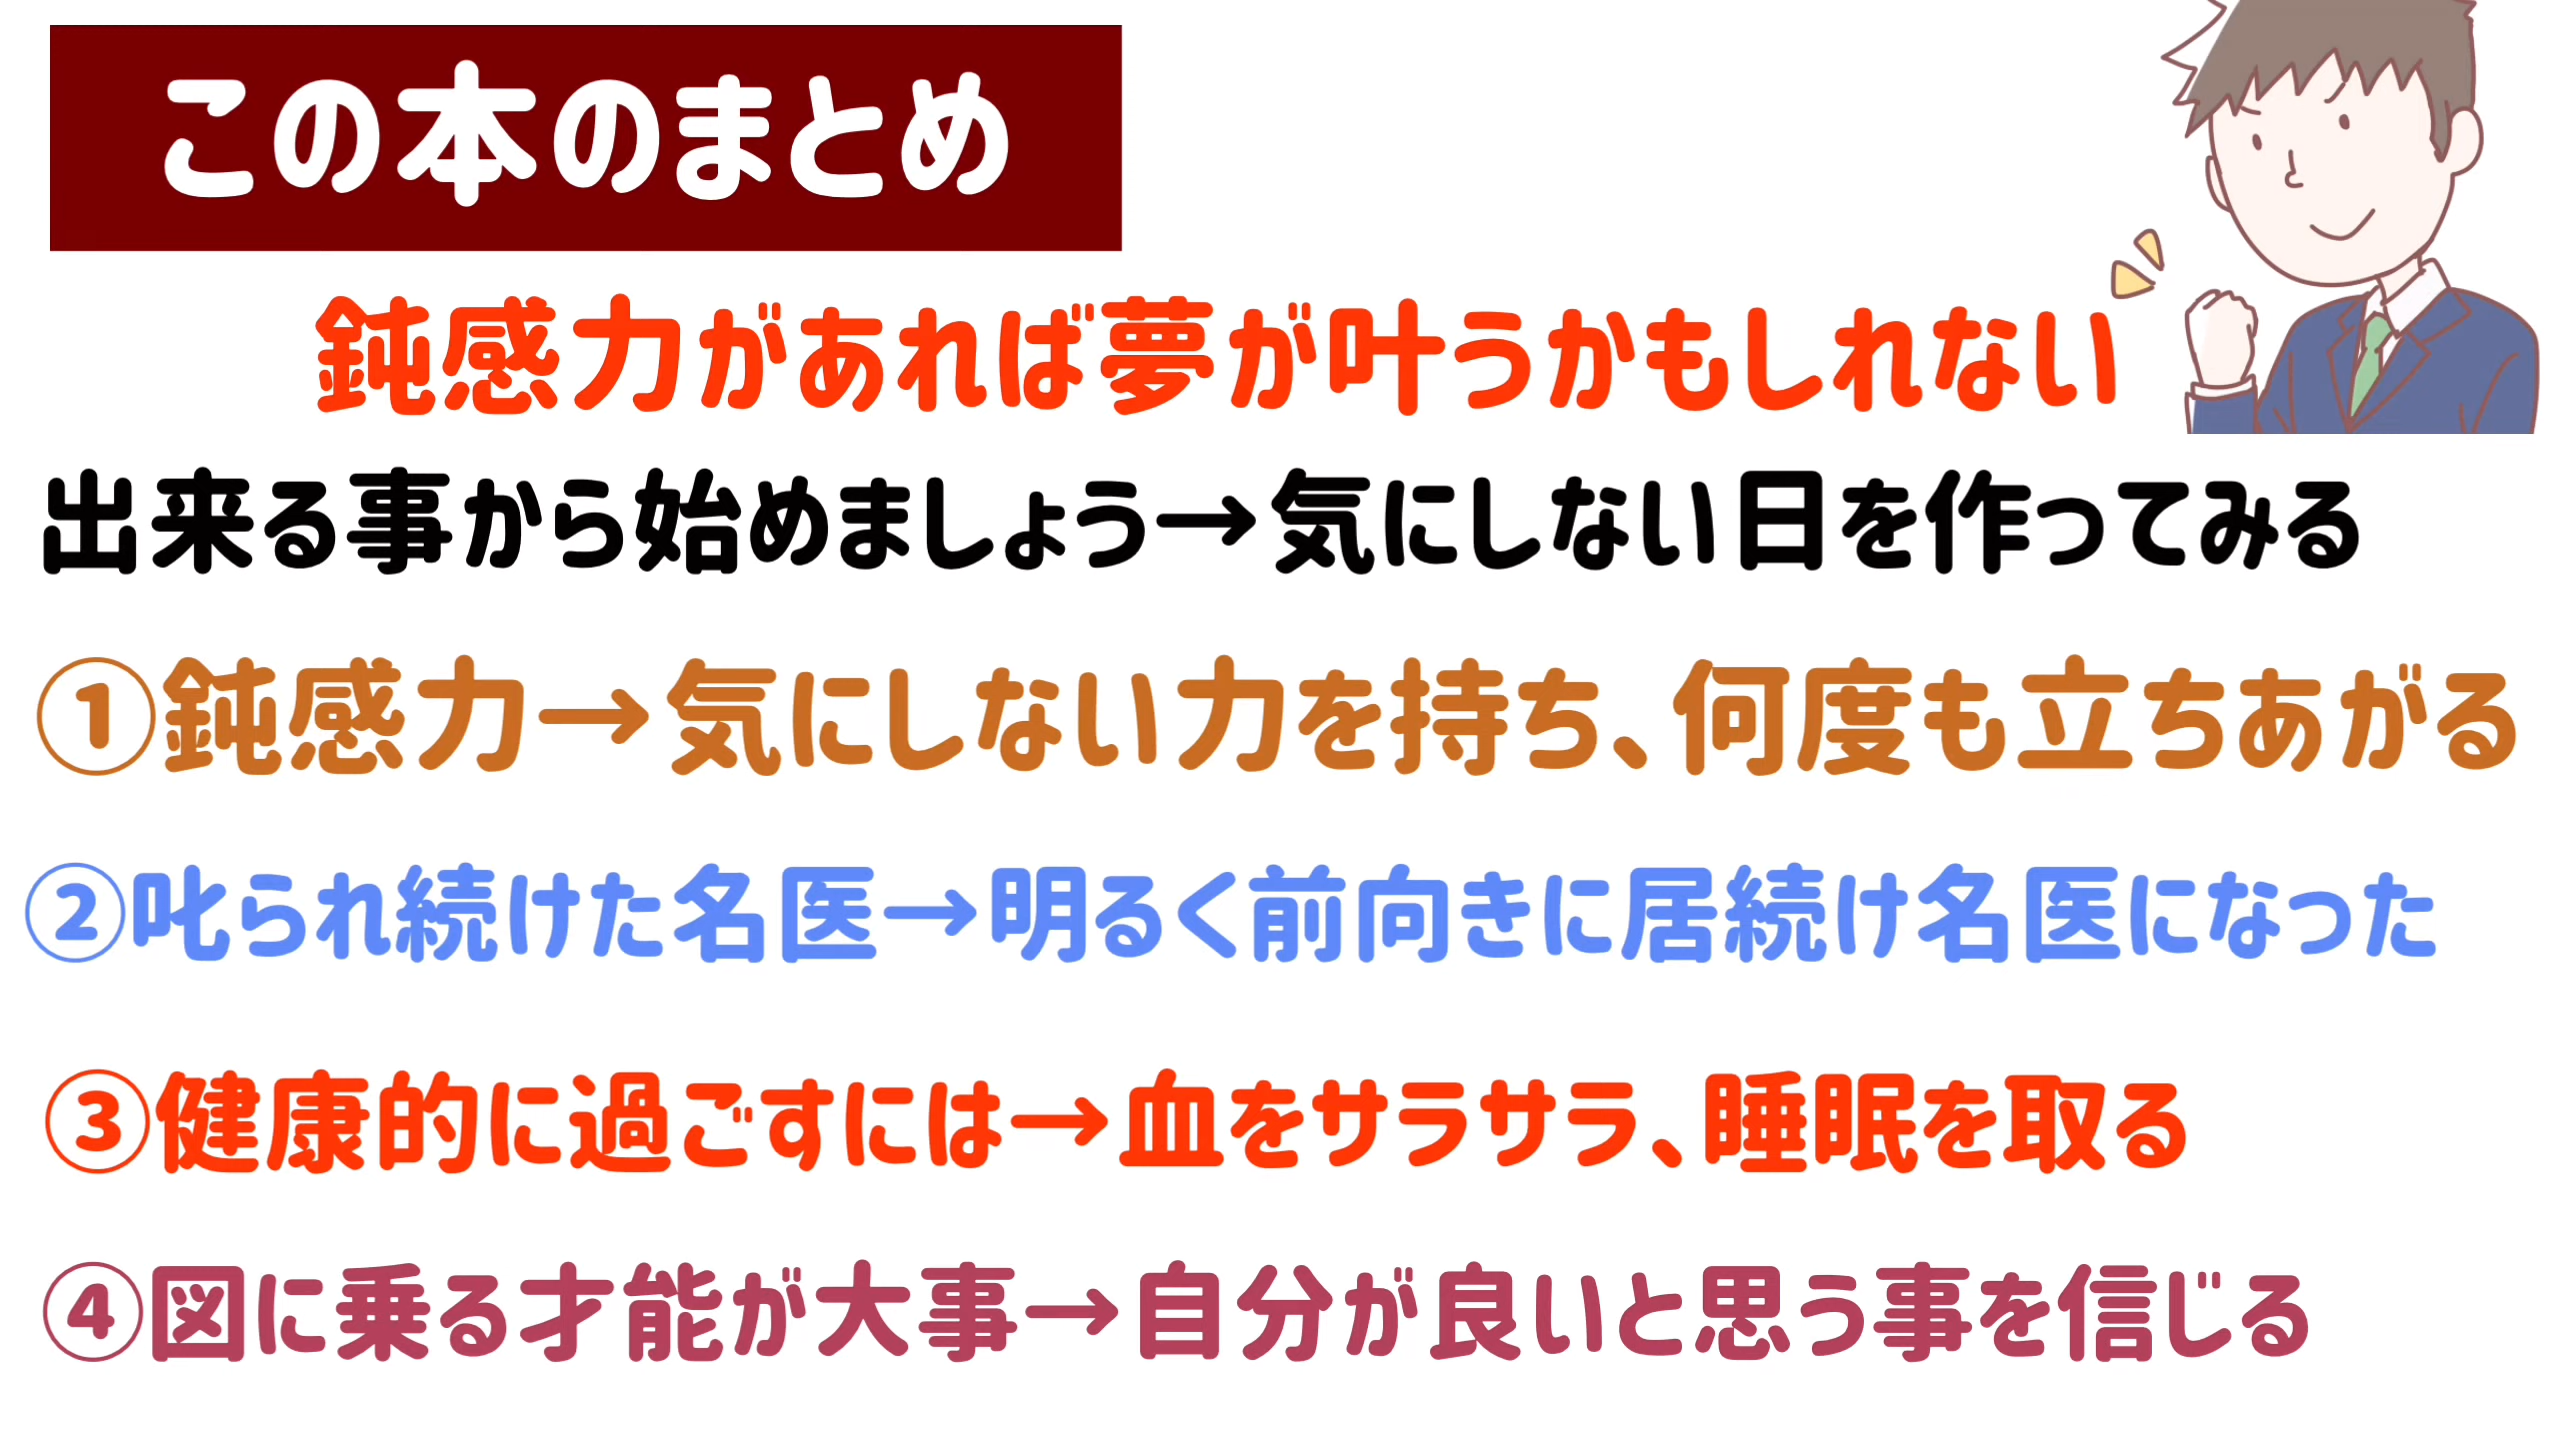 この本のまとめ
鈍感力があれば夢が叶うかもしれない
出来る事から始めましょう→気にしない日を作ってみる
①鈍感力→気にしない力を持ち、何度も立ちあがる
②叱られ続けた名医→明るく前向きに居続け名医になった
③健康的に過ごすには→血をサラサラ、睡眠を取る
④図に乗る才能が大事→自分が良いと思う事を信じる